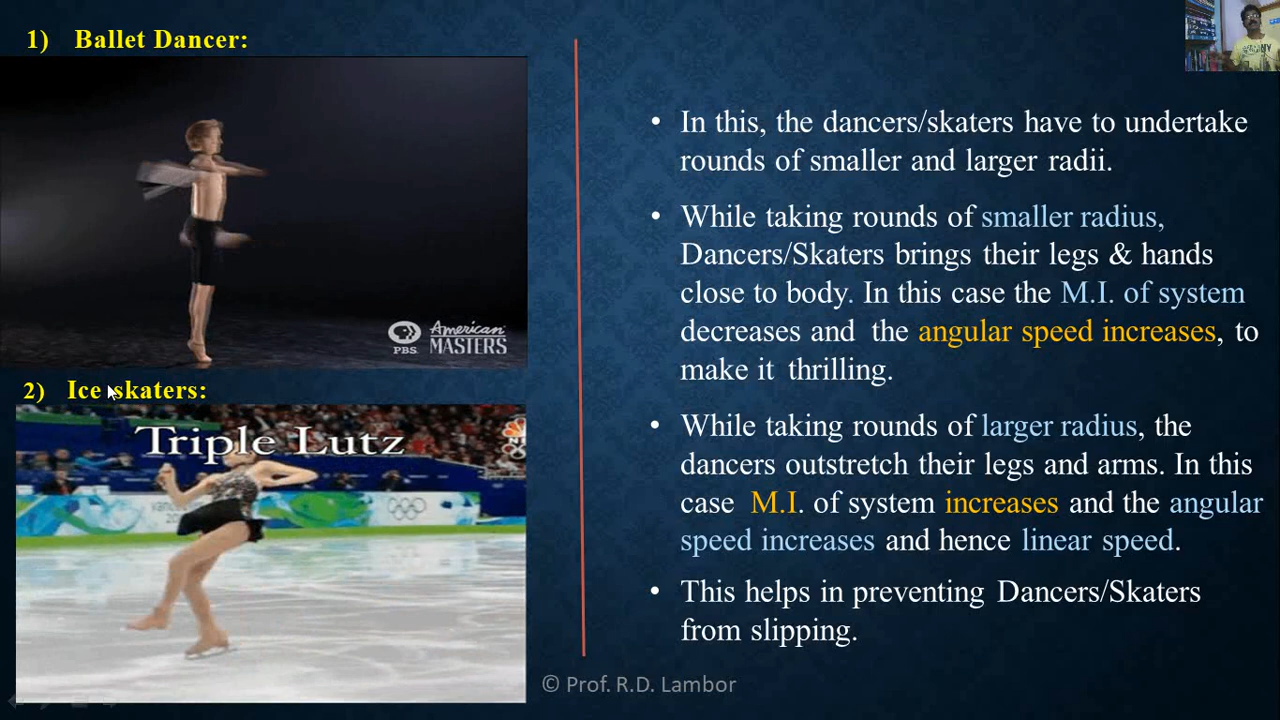 1) Ballet Dancer:
PBS American MASTERS
2) Ice skaters:
Triple Lutz
• In this, the dancers/skaters have to undertake
rounds of smaller and larger radii.
• While taking rounds of smaller radius,
Dancers/Skaters brings their legs & hands
close to body. In this case the M.I. of system
decreases and the angular speed increases, to
make it thrilling.
• While taking rounds of larger radius, the
dancers outstretch their legs and arms. In this
case M.I. of system increases and the angular
speed increases and hence linear speed.
• This helps in preventing Dancers/Skaters
from slipping.
© Prof. R.D. Lambor